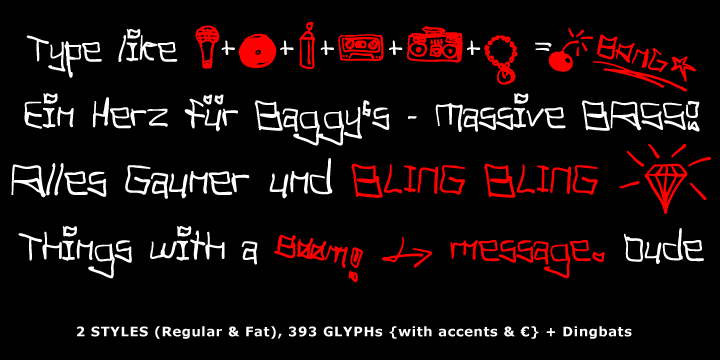 Type like + + + + + = BANG
Ein Herz für Baggy's - Massive BASSS
Alles Gauner und BLING BLING
Things with a BOOM! message. Dude
2 STYLES (Regular & Fat), 393 GLYPHs {with accents & €} + Dingbats